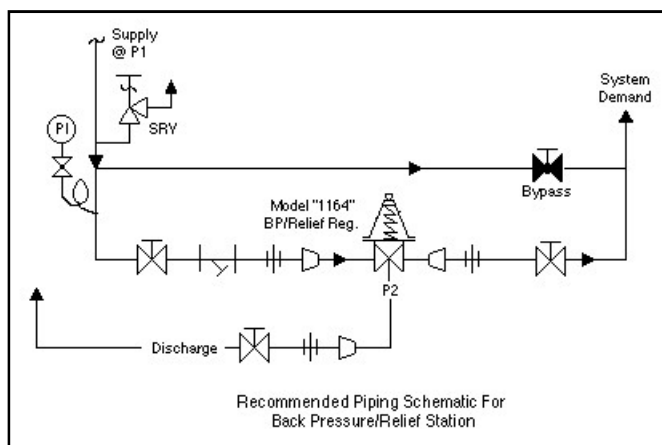 Supply
@ P1
SRV
PI
System
Demand
Bypass
Model "1164"
BP/Relief Reg.
P2
Discharge
Recommended Piping Schematic For
Back Pressure/Relief Station